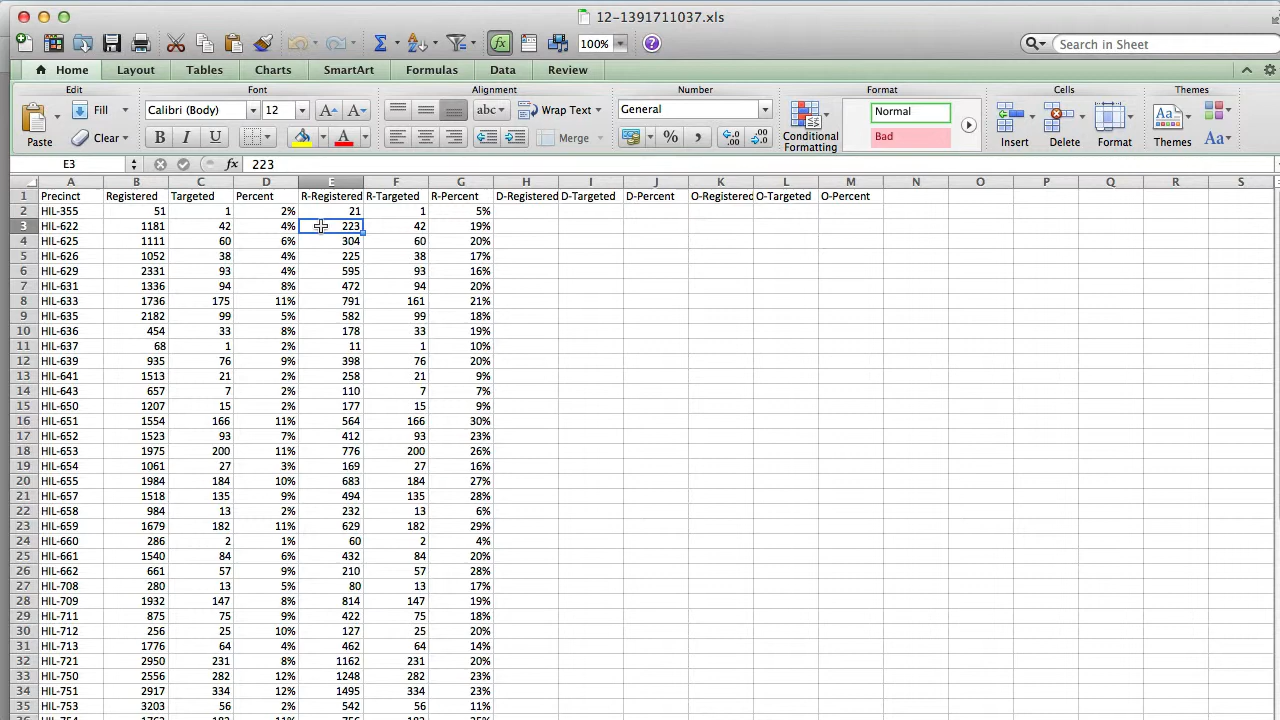 12-1391711037.xls
100% Search in Sheet
Home Layout Tables Charts SmartArt Formulas Data Review
Edit Font Alignment Number Format Cells Themes
Fill Calibri (Body) 12 abc Wrap Text General Normal
Paste Clear B I U A Merge % Conditional Formatting Bad Insert Delete Format Themes Aa
E3 fx 223
A B C D E F G H I J K L M N O P Q R S
1 Precinct Registered Targeted Percent R-Registered R-Targeted R-Percent D-Registered D-Targeted D-Percent O-Registered O-Targeted O-Percent
2 HIL-355 51 1 2% 21 1 5%
3 HIL-622 1181 42 4% 223 42 19%
4 HIL-625 1111 60 6% 304 60 20%
5 HIL-626 1052 38 4% 225 38 17%
6 HIL-629 2331 93 4% 595 93 16%
7 HIL-631 1336 94 8% 472 94 20%
8 HIL-633 1736 175 11% 791 161 21%
9 HIL-635 2182 99 5% 582 99 18%
10 HIL-636 454 33 8% 178 33 19%
11 HIL-637 68 1 2% 11 1 10%
12 HIL-639 935 76 9% 398 76 20%
13 HIL-641 1513 21 2% 258 21 9%
14 HIL-643 657 7 2% 110 7 7%
15 HIL-650 1207 15 2% 177 15 9%
16 HIL-651 1554 166 11% 564 166 30%
17 HIL-652 1523 93 7% 412 93 23%
18 HIL-653 1975 200 11% 776 200 26%
19 HIL-654 1061 27 3% 169 27 16%
20 HIL-655 1984 184 10% 683 184 27%
21 HIL-657 1518 135 9% 494 135 28%
22 HIL-658 984 13 2% 232 13 6%
23 HIL-659 1679 182 11% 629 182 29%
24 HIL-660 286 2 1% 60 2 4%
25 HIL-661 1540 84 6% 432 84 20%
26 HIL-662 661 57 9% 210 57 28%
27 HIL-708 280 13 5% 80 13 17%
28 HIL-709 1932 147 8% 814 147 19%
29 HIL-711 875 75 9% 422 75 18%
30 HIL-712 256 25 10% 127 25 20%
31 HIL-713 1776 64 4% 462 64 14%
32 HIL-721 2950 231 8% 1162 231 20%
33 HIL-750 2556 282 12% 1248 282 23%
34 HIL-751 2917 334 12% 1495 334 23%
35 HIL-753 3203 56 2% 542 56 11%